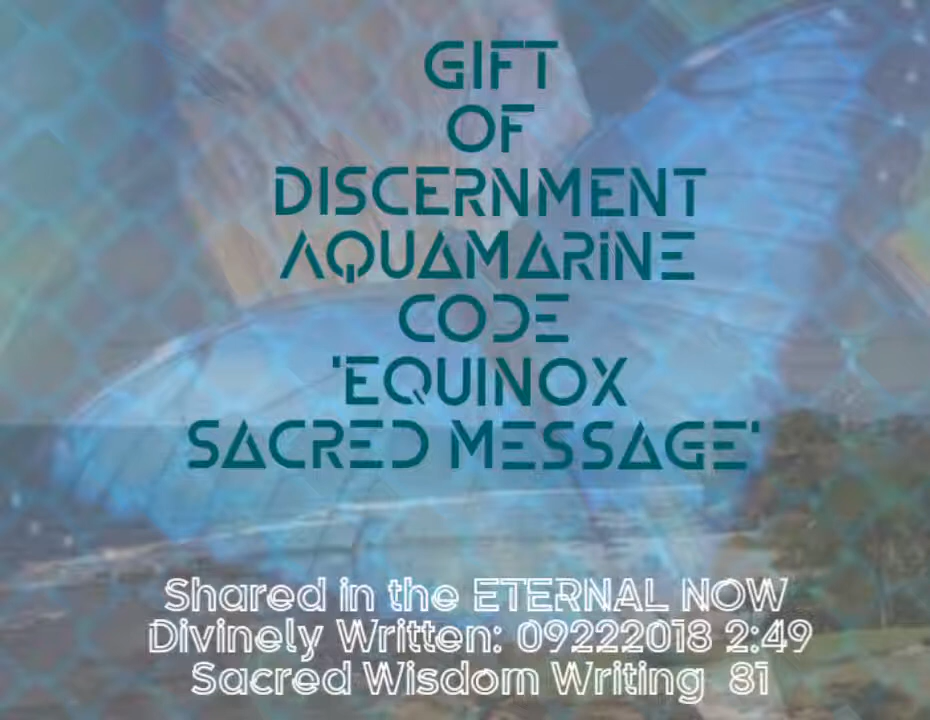 GIFT
OF
DISCERNMENT
AQUAMARiNE
CODE
'EQUINOX
SACRED MESSAGE'
Shared in the ETERNAL NOW
Divinely Written: 09222018 2:49
Sacred Wisdom Writing 81